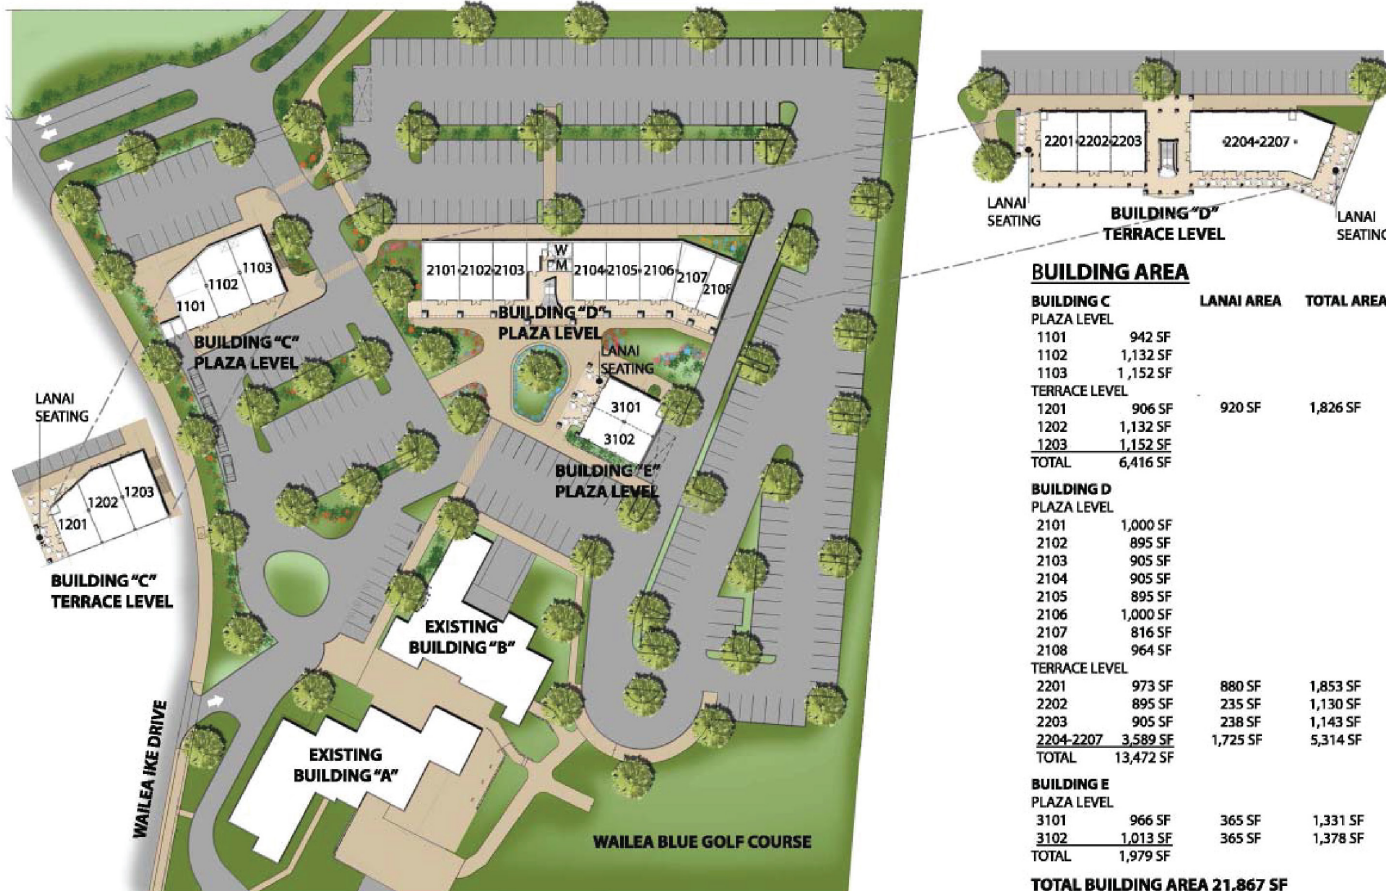 2201 2202 2203 2204-2207
LANAI
SEATING
BUILDING "D"
TERRACE LEVEL
LANAI
SEATING
1101
1102
1103
BUILDING "C"
PLAZA LEVEL
2101 2102 2103
W
M
2104 2105 2106
2107
2108
BUILDING "D"
PLAZA LEVEL
LANAI
SEATING
3101
3102
BUILDING "E"
PLAZA LEVEL
LANAI
SEATING
1201
1202
1203
BUILDING "C"
TERRACE LEVEL
EXISTING
BUILDING "B"
EXISTING
BUILDING "A"
WAILEA IKE DRIVE
WAILEA BLUE GOLF COURSE
BUILDING AREA
BUILDING C LANAI AREA TOTAL AREA
PLAZA LEVEL
1101 942 SF
1102 1,132 SF
1103 1,152 SF
TERRACE LEVEL
1201 906 SF 920 SF 1,826 SF
1202 1,132 SF
1203 1,152 SF
TOTAL 6,416 SF
BUILDING D
PLAZA LEVEL
2101 1,000 SF
2102 895 SF
2103 905 SF
2104 905 SF
2105 895 SF
2106 1,000 SF
2107 816 SF
2108 964 SF
TERRACE LEVEL
2201 973 SF 880 SF 1,853 SF
2202 895 SF 235 SF 1,130 SF
2203 905 SF 238 SF 1,143 SF
2204-2207 3,589 SF 1,725 SF 5,314 SF
TOTAL 13,472 SF
BUILDING E
PLAZA LEVEL
3101 966 SF 365 SF 1,331 SF
3102 1,013 SF 365 SF 1,378 SF
TOTAL 1,979 SF
TOTAL BUILDING AREA 21,867 SF